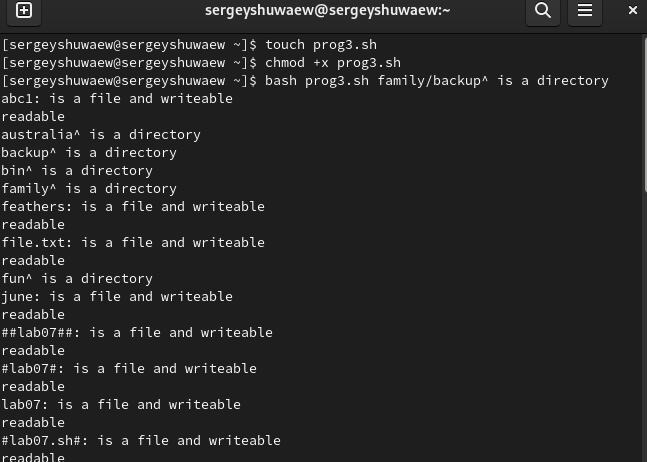 sergeyshuwaew@sergeyshuwaew:~
[sergeyshuwaew@sergeyshuwaew ~]$ touch prog3.sh
[sergeyshuwaew@sergeyshuwaew ~]$ chmod +x prog3.sh
[sergeyshuwaew@sergeyshuwaew ~]$ bash prog3.sh family/backup^ is a directory
abc1: is a file and writeable
readable
australia^ is a directory
backup^ is a directory
bin^ is a directory
family^ is a directory
feathers: is a file and writeable
readable
file.txt: is a file and writeable
readable
fun^ is a directory
june: is a file and writeable
readable
##lab07##: is a file and writeable
readable
#lab07#: is a file and writeable
readable
lab07: is a file and writeable
readable
#lab07.sh#: is a file and writeable
readable